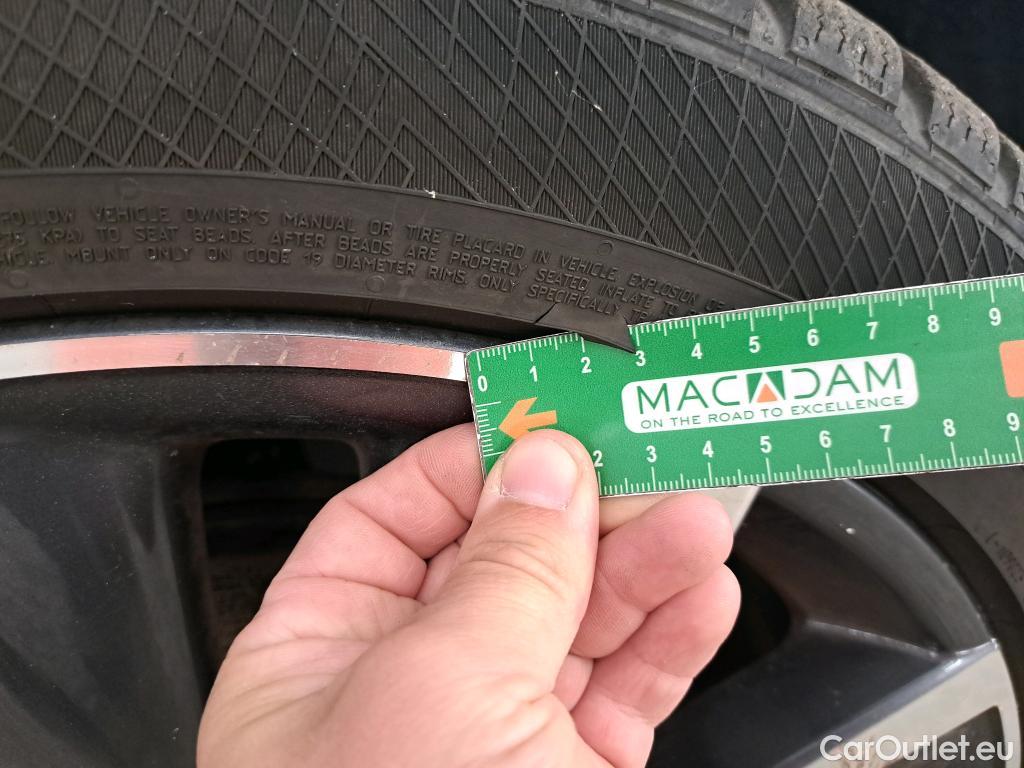 FOLLOW VEHICLE OWNER'S MANUAL OR TIRE PLACARD IN VEHICLE. EXPLOSION OF
KPA) TO SEAT BEADS. AFTER BEADS ARE PROPERLY SEATED, INFLATE TO
MOUNT ONLY ON CODE 19 DIAMETER RIMS. ONLY SPECIFICALLY
0 1 2 3 4 5 6 7 8 9
MACADAM
ON THE ROAD TO EXCELLENCE
2 3 4 5 6 7 8 9
CarOutlet.eu